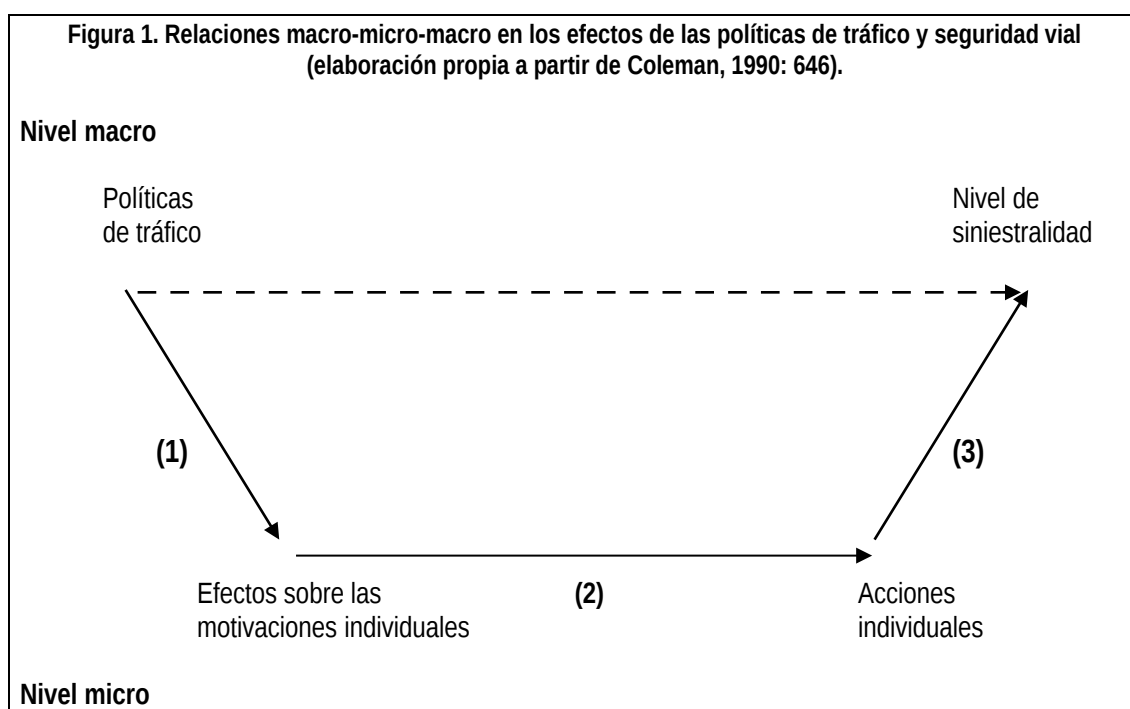 Figura 1. Relaciones macro-micro-macro en los efectos de las políticas de tráfico y seguridad vial
(elaboración propia a partir de Coleman, 1990: 646).
Nivel macro
Políticas
de tráfico
Nivel de
siniestralidad
(1)
(3)
Efectos sobre las
motivaciones individuales
(2)
Acciones
individuales
Nivel micro